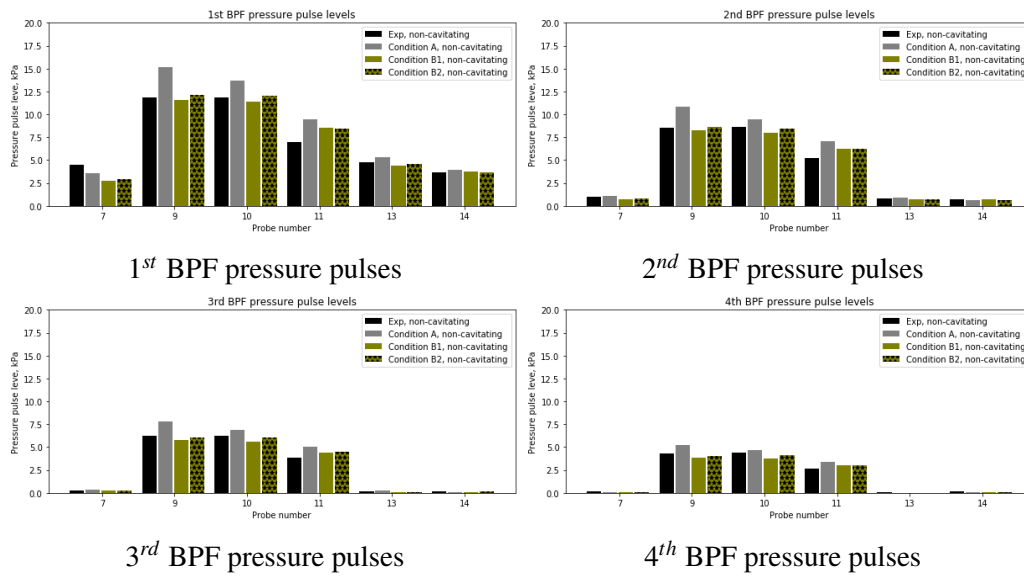 1st BPF pressure pulse levels
Pressure pulse leve, kPa
20.0
17.5
15.0
12.5
10.0
7.5
5.0
2.5
0.0
Exp, non-cavitating
Condition A, non-cavitating
Condition B1, non-cavitating
Condition B2, non-cavitating
7 9 10 11 13 14
Probe number
1st BPF pressure pulses
2nd BPF pressure pulse levels
Pressure pulse leve, kPa
20.0
17.5
15.0
12.5
10.0
7.5
5.0
2.5
0.0
Exp, non-cavitating
Condition A, non-cavitating
Condition B1, non-cavitating
Condition B2, non-cavitating
7 9 10 11 13 14
Probe number
2nd BPF pressure pulses
3rd BPF pressure pulse levels
Pressure pulse leve, kPa
20.0
17.5
15.0
12.5
10.0
7.5
5.0
2.5
0.0
Exp, non-cavitating
Condition A, non-cavitating
Condition B1, non-cavitating
Condition B2, non-cavitating
7 9 10 11 13 14
Probe number
3rd BPF pressure pulses
4th BPF pressure pulse levels
Pressure pulse leve, kPa
20.0
17.5
15.0
12.5
10.0
7.5
5.0
2.5
0.0
Exp, non-cavitating
Condition A, non-cavitating
Condition B1, non-cavitating
Condition B2, non-cavitating
7 9 10 11 13 14
Probe number
4th BPF pressure pulses